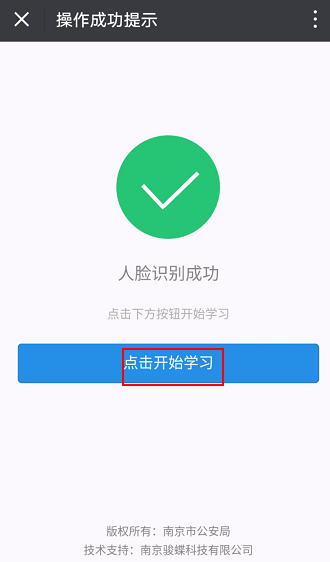 操作成功提示
人脸识别成功
点击下方按钮开始学习
点击开始学习
版权所有：南京市公安局
技术支持：南京骏蝶科技有限公司